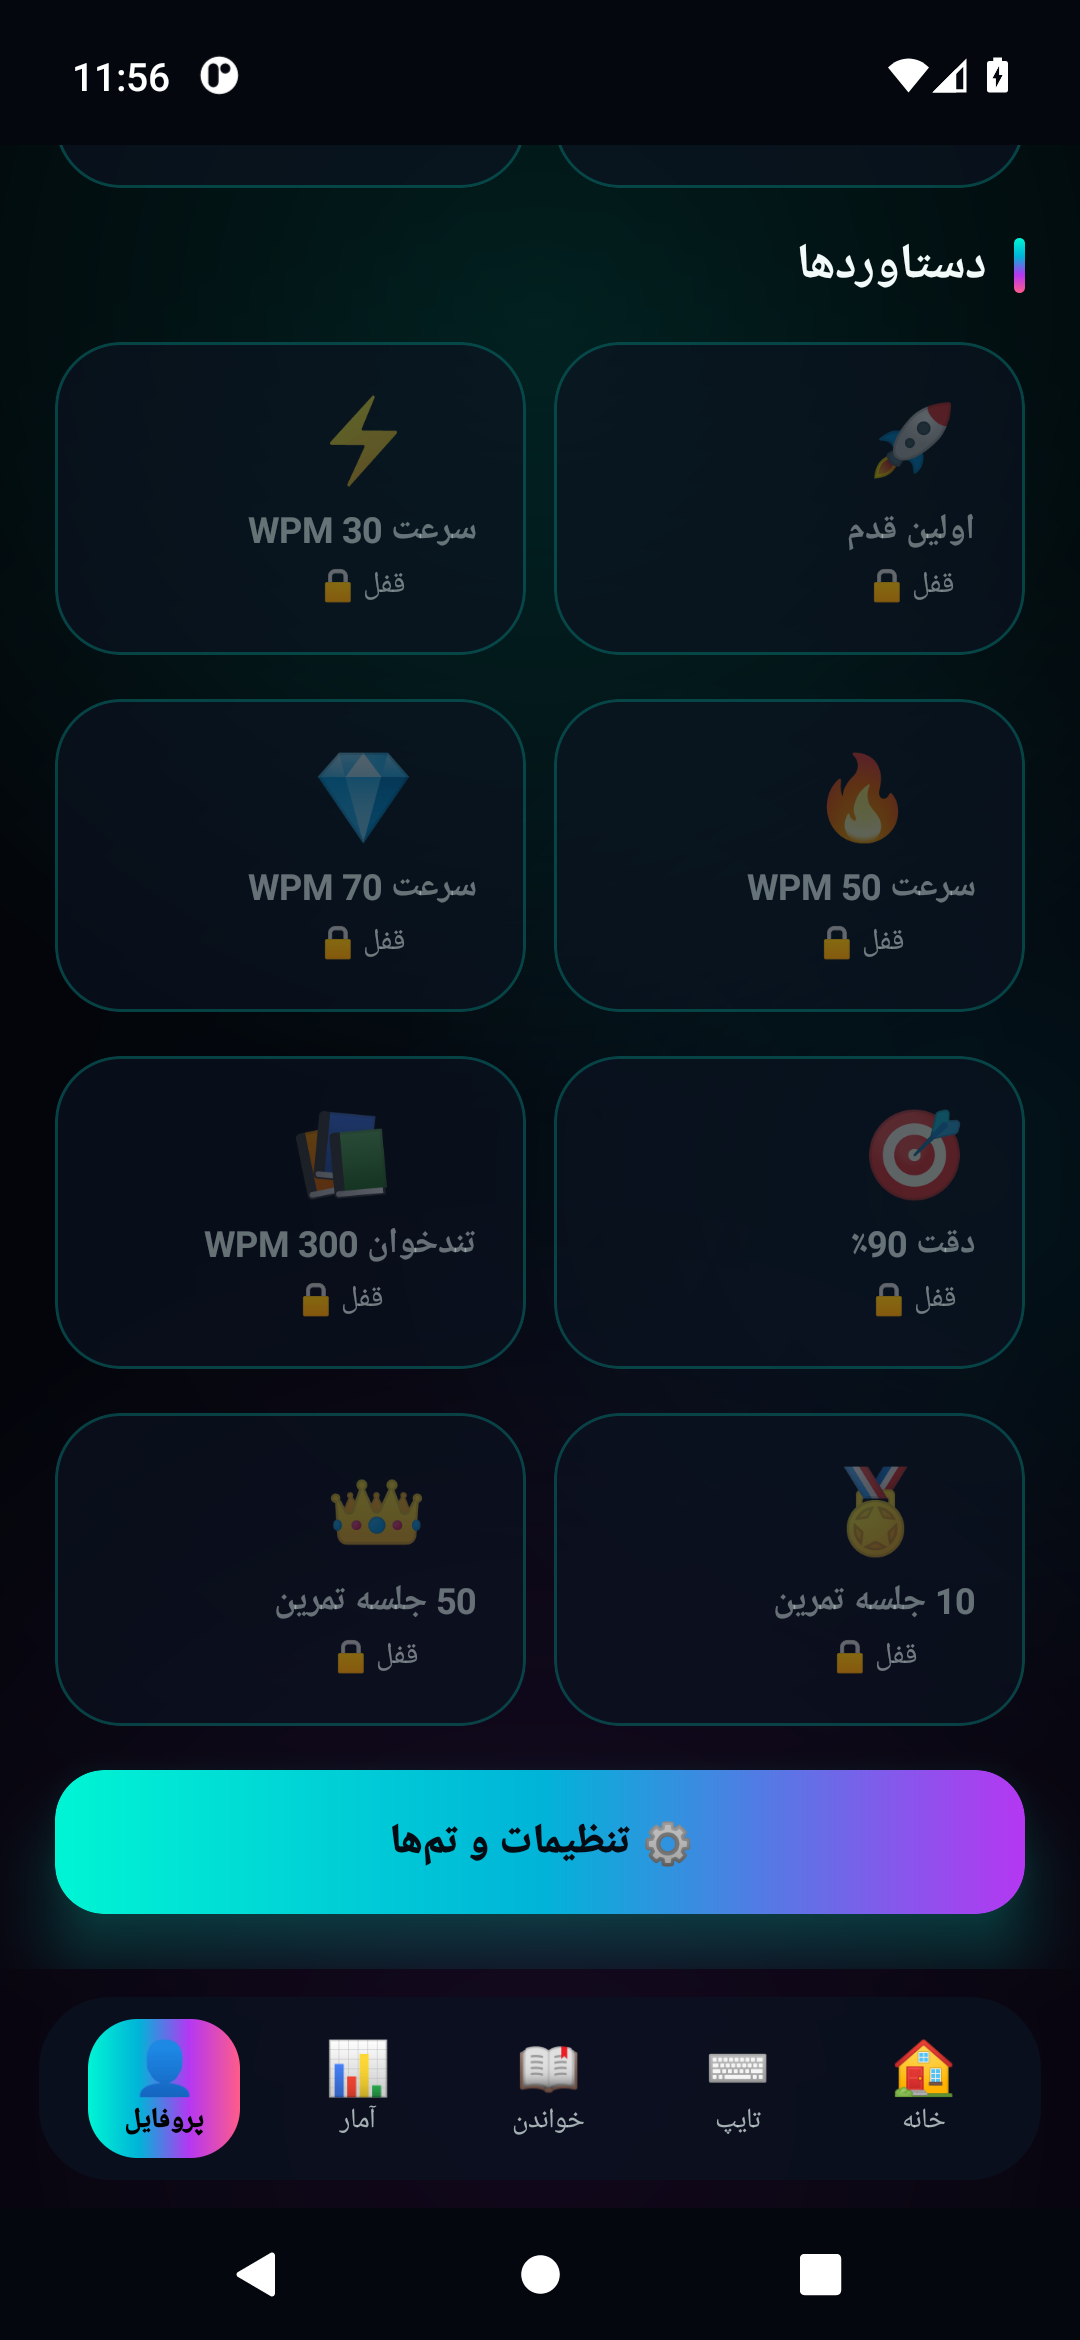 11:56
دستاوردها
اولین قدم
قفل 🔒
سرعت 30 WPM
قفل 🔒
سرعت 50 WPM
قفل 🔒
سرعت 70 WPM
قفل 🔒
دقت 90٪
قفل 🔒
تندخوان 300 WPM
قفل 🔒
10 جلسه تمرین
قفل 🔒
50 جلسه تمرین
قفل 🔒
⚙️ تنظیمات و تم‌ها
خانه
تایپ
خواندن
آمار
پروفایل